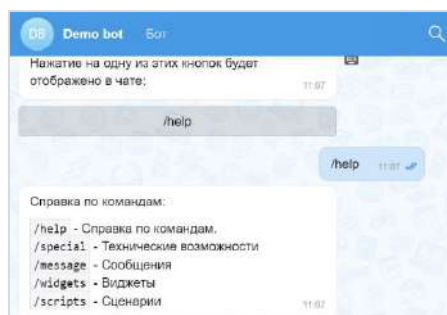 DB Demo bot Бот
Нажатие на одну из этих кнопок будет
отображено в чате:
11:07
/help
/help 11:07
Справка по командам:
/help - Справка по командам.
/special - Технические возможности
/message - Сообщения
/widgets - Виджеты
/scripts - Сценарии
11:07